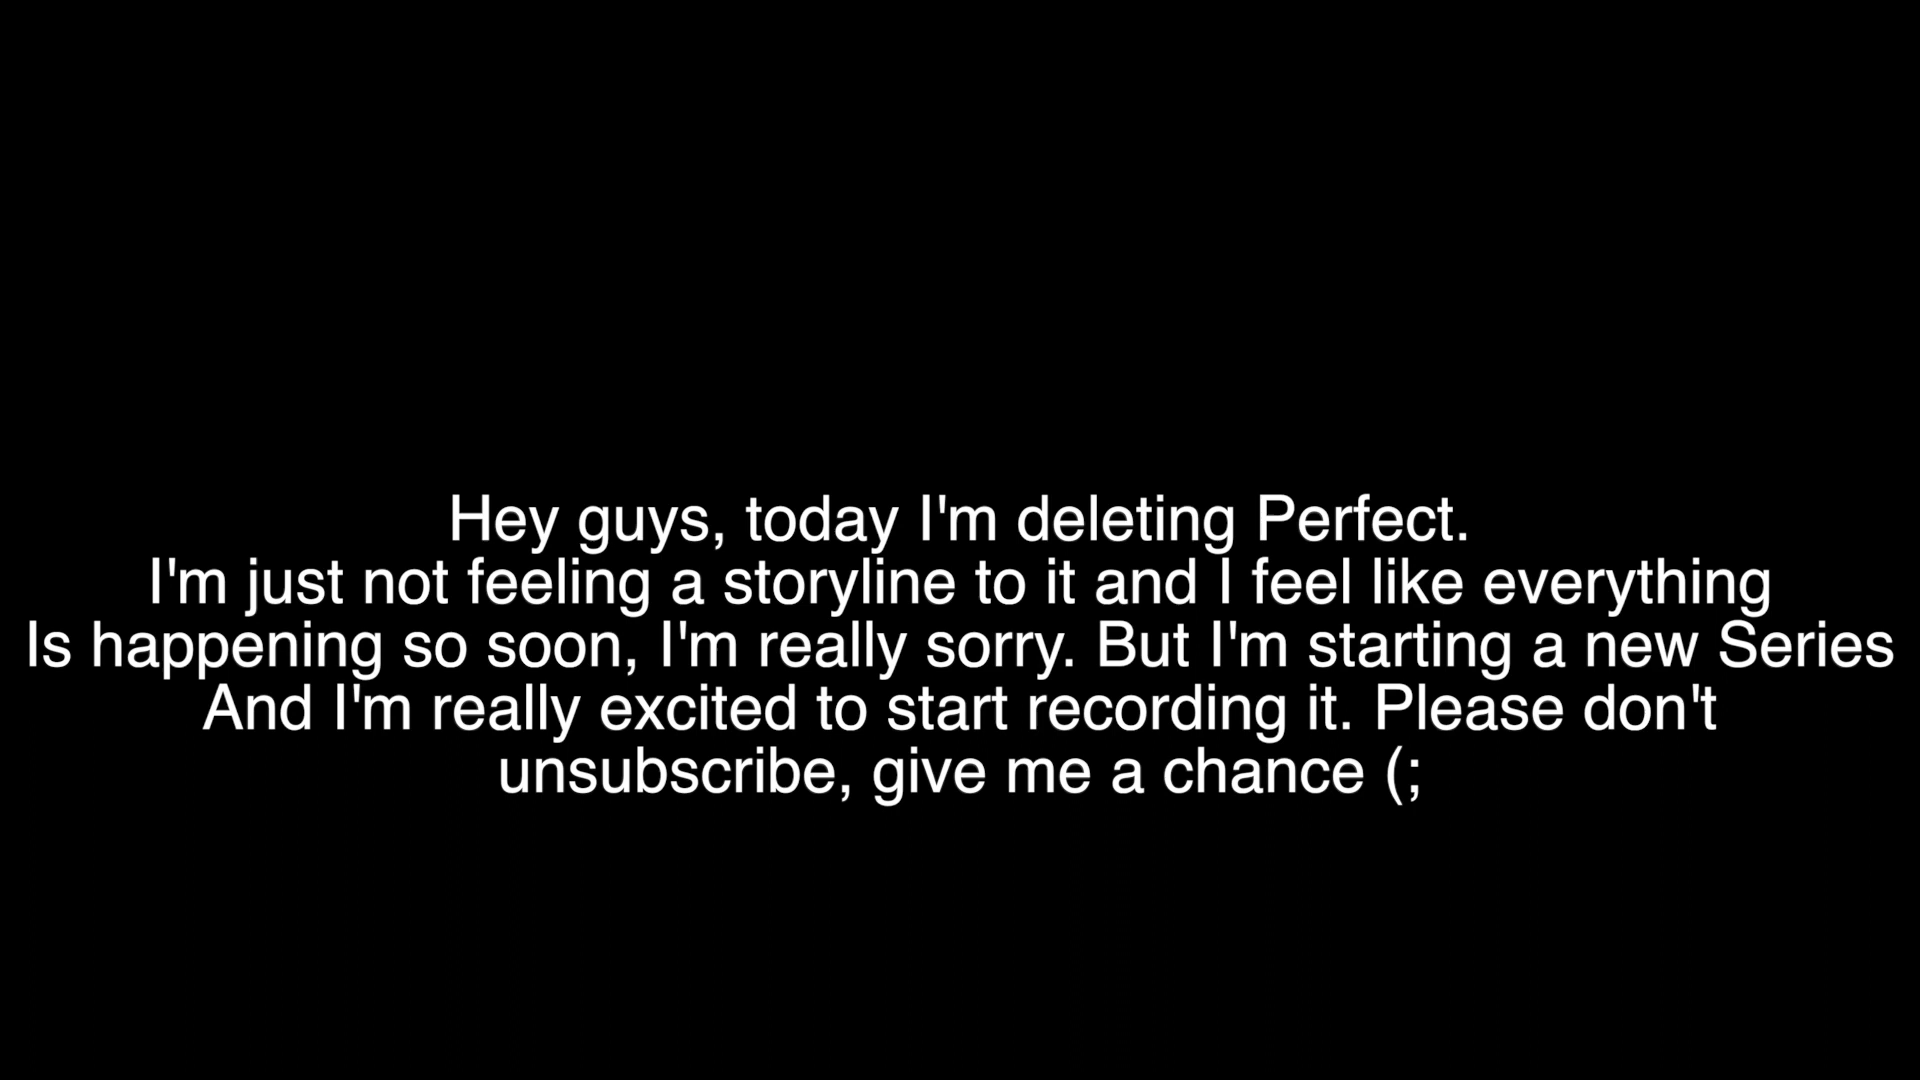 Hey guys, today I'm deleting Perfect.
I'm just not feeling a storyline to it and I feel like everything
Is happening so soon, I'm really sorry. But I'm starting a new Series
And I'm really excited to start recording it. Please don't
unsubscribe, give me a chance (;